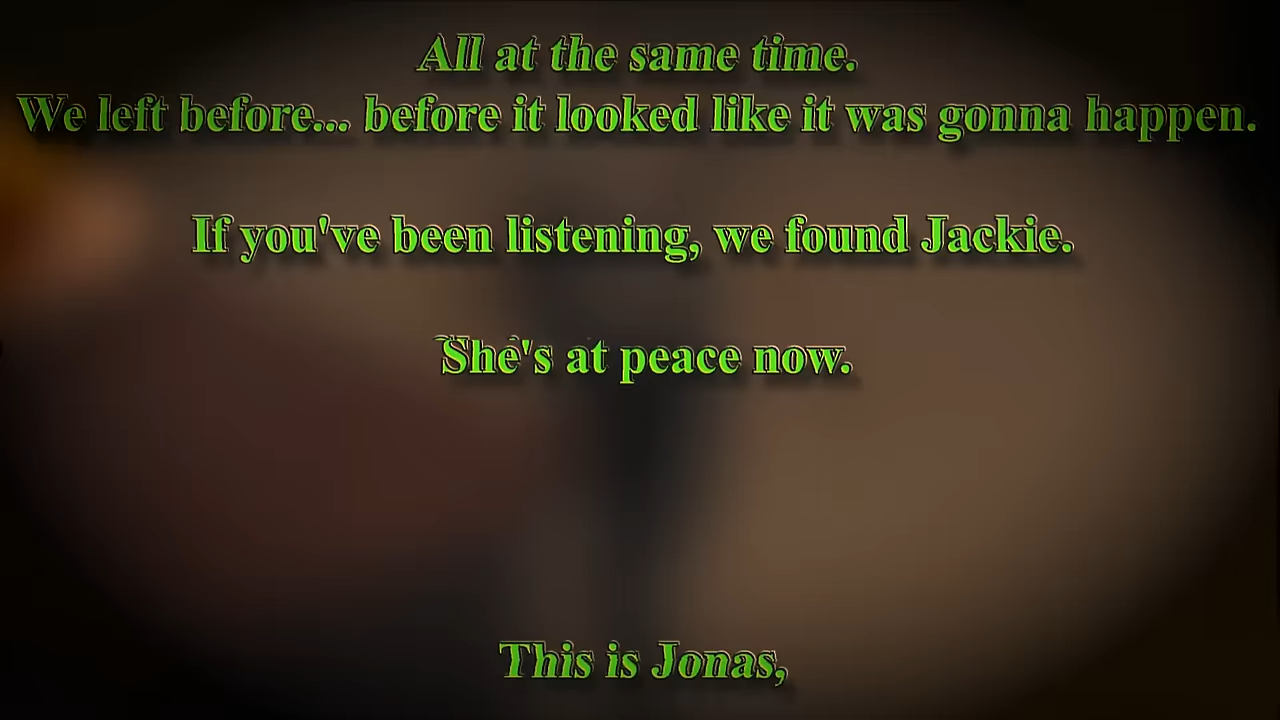 All at the same time.
We left before... before it looked like it was gonna happen.
If you've been listening, we found Jackie.
She's at peace now.
This is Jonas,